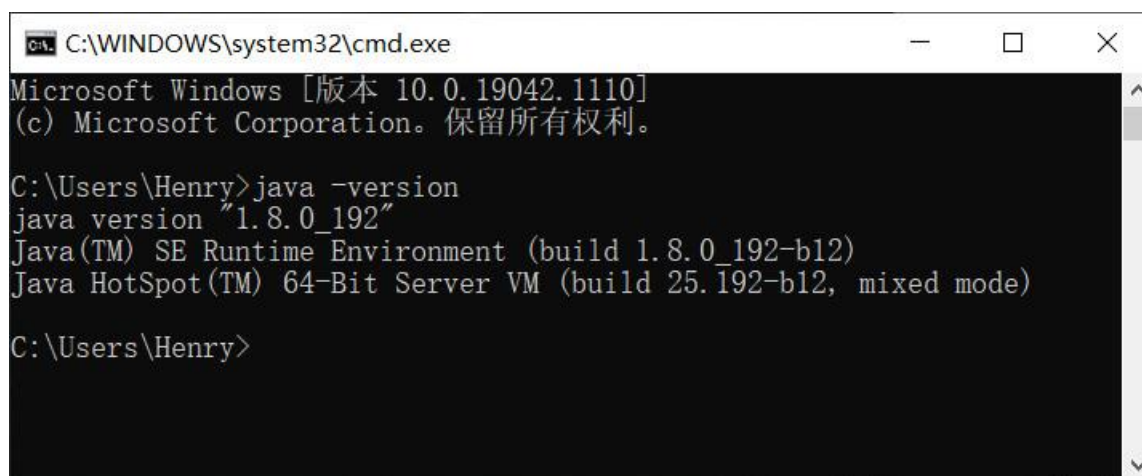 C:\WINDOWS\system32\cmd.exe
Microsoft Windows [版本 10.0.19042.1110]
(c) Microsoft Corporation。保留所有权利。
C:\Users\Henry>java -version
java version "1.8.0_192"
Java(TM) SE Runtime Environment (build 1.8.0_192-b12)
Java HotSpot(TM) 64-Bit Server VM (build 25.192-b12, mixed mode)
C:\Users\Henry>